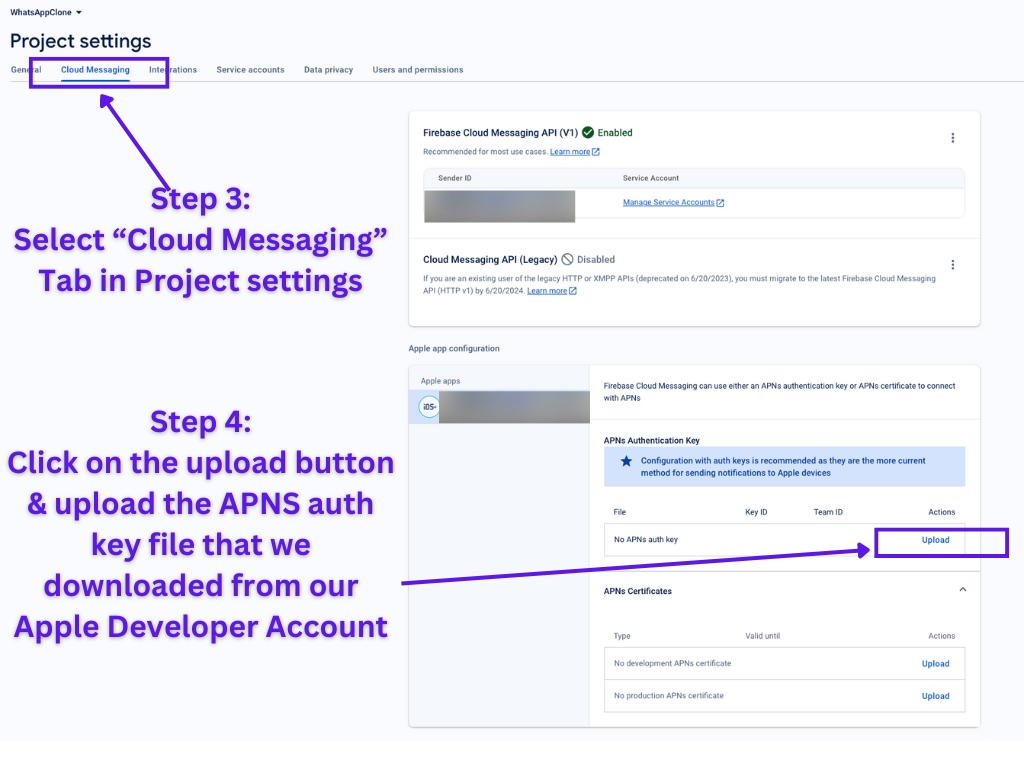 WhatsAppClone
Project settings
General Cloud Messaging Integrations Service accounts Data privacy Users and permissions
Step 3:
Select “Cloud Messaging”
Tab in Project settings
Firebase Cloud Messaging API (V1) Enabled
Recommended for most use cases. Learn more
Sender ID Service Account
Manage Service Accounts
Cloud Messaging API (Legacy) Disabled
If you are an existing user of the legacy HTTP or XMPP APIs (deprecated on 6/20/2023), you must migrate to the latest Firebase Cloud Messaging
API (HTTP v1) by 6/20/2024. Learn more
Step 4:
Click on the upload button
& upload the APNS auth
key file that we
downloaded from our
Apple Developer Account
Apple app configuration
Apple apps
iOS+
Firebase Cloud Messaging can use either an APNs authentication key or APNs certificate to connect
with APNs
APNs Authentication Key
Configuration with auth keys is recommended as they are the more current
method for sending notifications to Apple devices
File Key ID Team ID Actions
No APNs auth key Upload
APNs Certificates
Type Valid until Actions
No development APNs certificate Upload
No production APNs certificate Upload